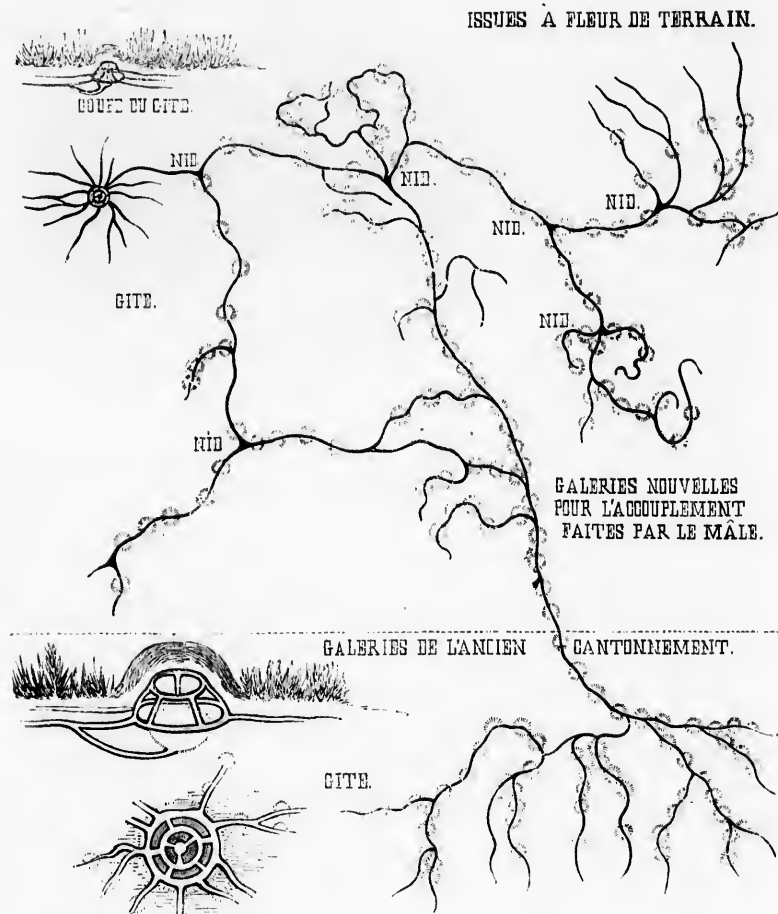 ISSUES À FLEUR DE TERRAIN.
COUPE DU GITE.
NID
NID.
NID.
NID.
GITE.
NID.
NID
GALERIES NOUVELLES
POUR L'ACCOUPLEMENT
FAITES PAR LE MÂLE.
GALERIES DE L'ANCIEN CANTONNEMENT.
GITE.